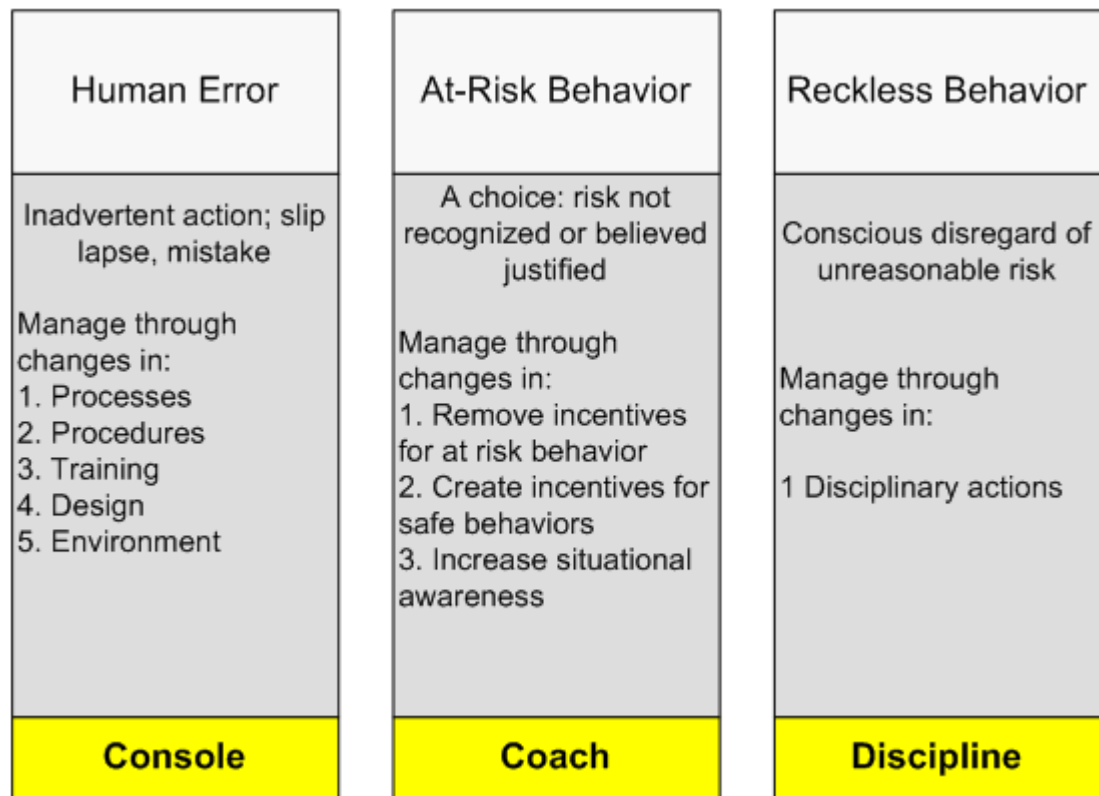 Human Error
Inadvertent action; slip
lapse, mistake
Manage through
changes in:
1. Processes
2. Procedures
3. Training
4. Design
5. Environment
Console
At-Risk Behavior
A choice: risk not
recognized or believed
justified
Manage through
changes in:
1. Remove incentives
for at risk behavior
2. Create incentives for
safe behaviors
3. Increase situational
awareness
Coach
Reckless Behavior
Conscious disregard of
unreasonable risk
Manage through
changes in:
1 Disciplinary actions
Discipline